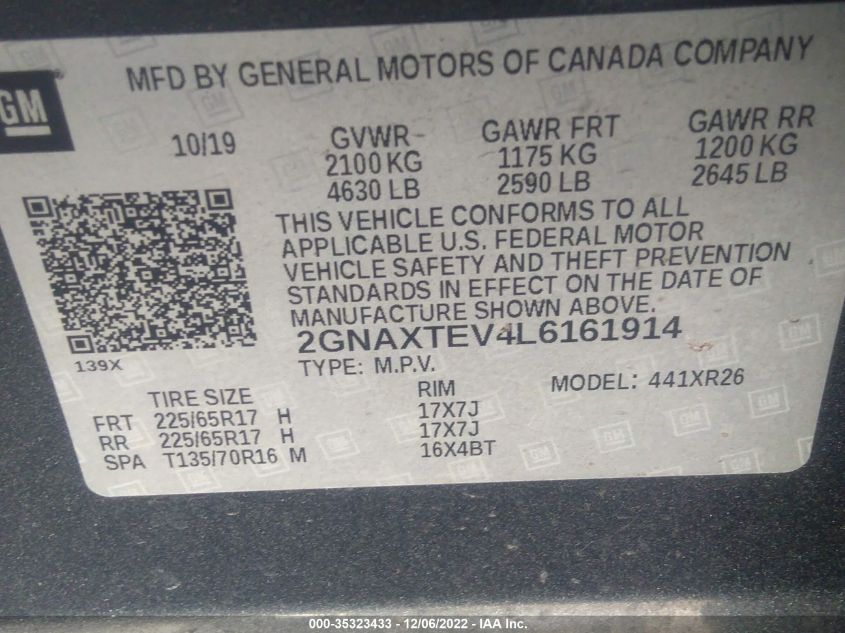 MFD BY GENERAL MOTORS OF CANADA COMPANY
GM
10/19
GVWR GAWR FRT GAWR RR
2100 KG 1175 KG 1200 KG
4630 LB 2590 LB 2645 LB
THIS VEHICLE CONFORMS TO ALL
APPLICABLE U.S. FEDERAL MOTOR
VEHICLE SAFETY AND THEFT PREVENTION
STANDARDS IN EFFECT ON THE DATE OF
MANUFACTURE SHOWN ABOVE.
2GNAXTEV4L6161914
139X
TYPE: M.P.V. MODEL: 441XR26
TIRE SIZE RIM
FRT 225/65R17 H 17X7J
RR 225/65R17 H 17X7J
SPA T135/70R16 M 16X4BT
000-35323433 - 12/06/2022 - IAA Inc.